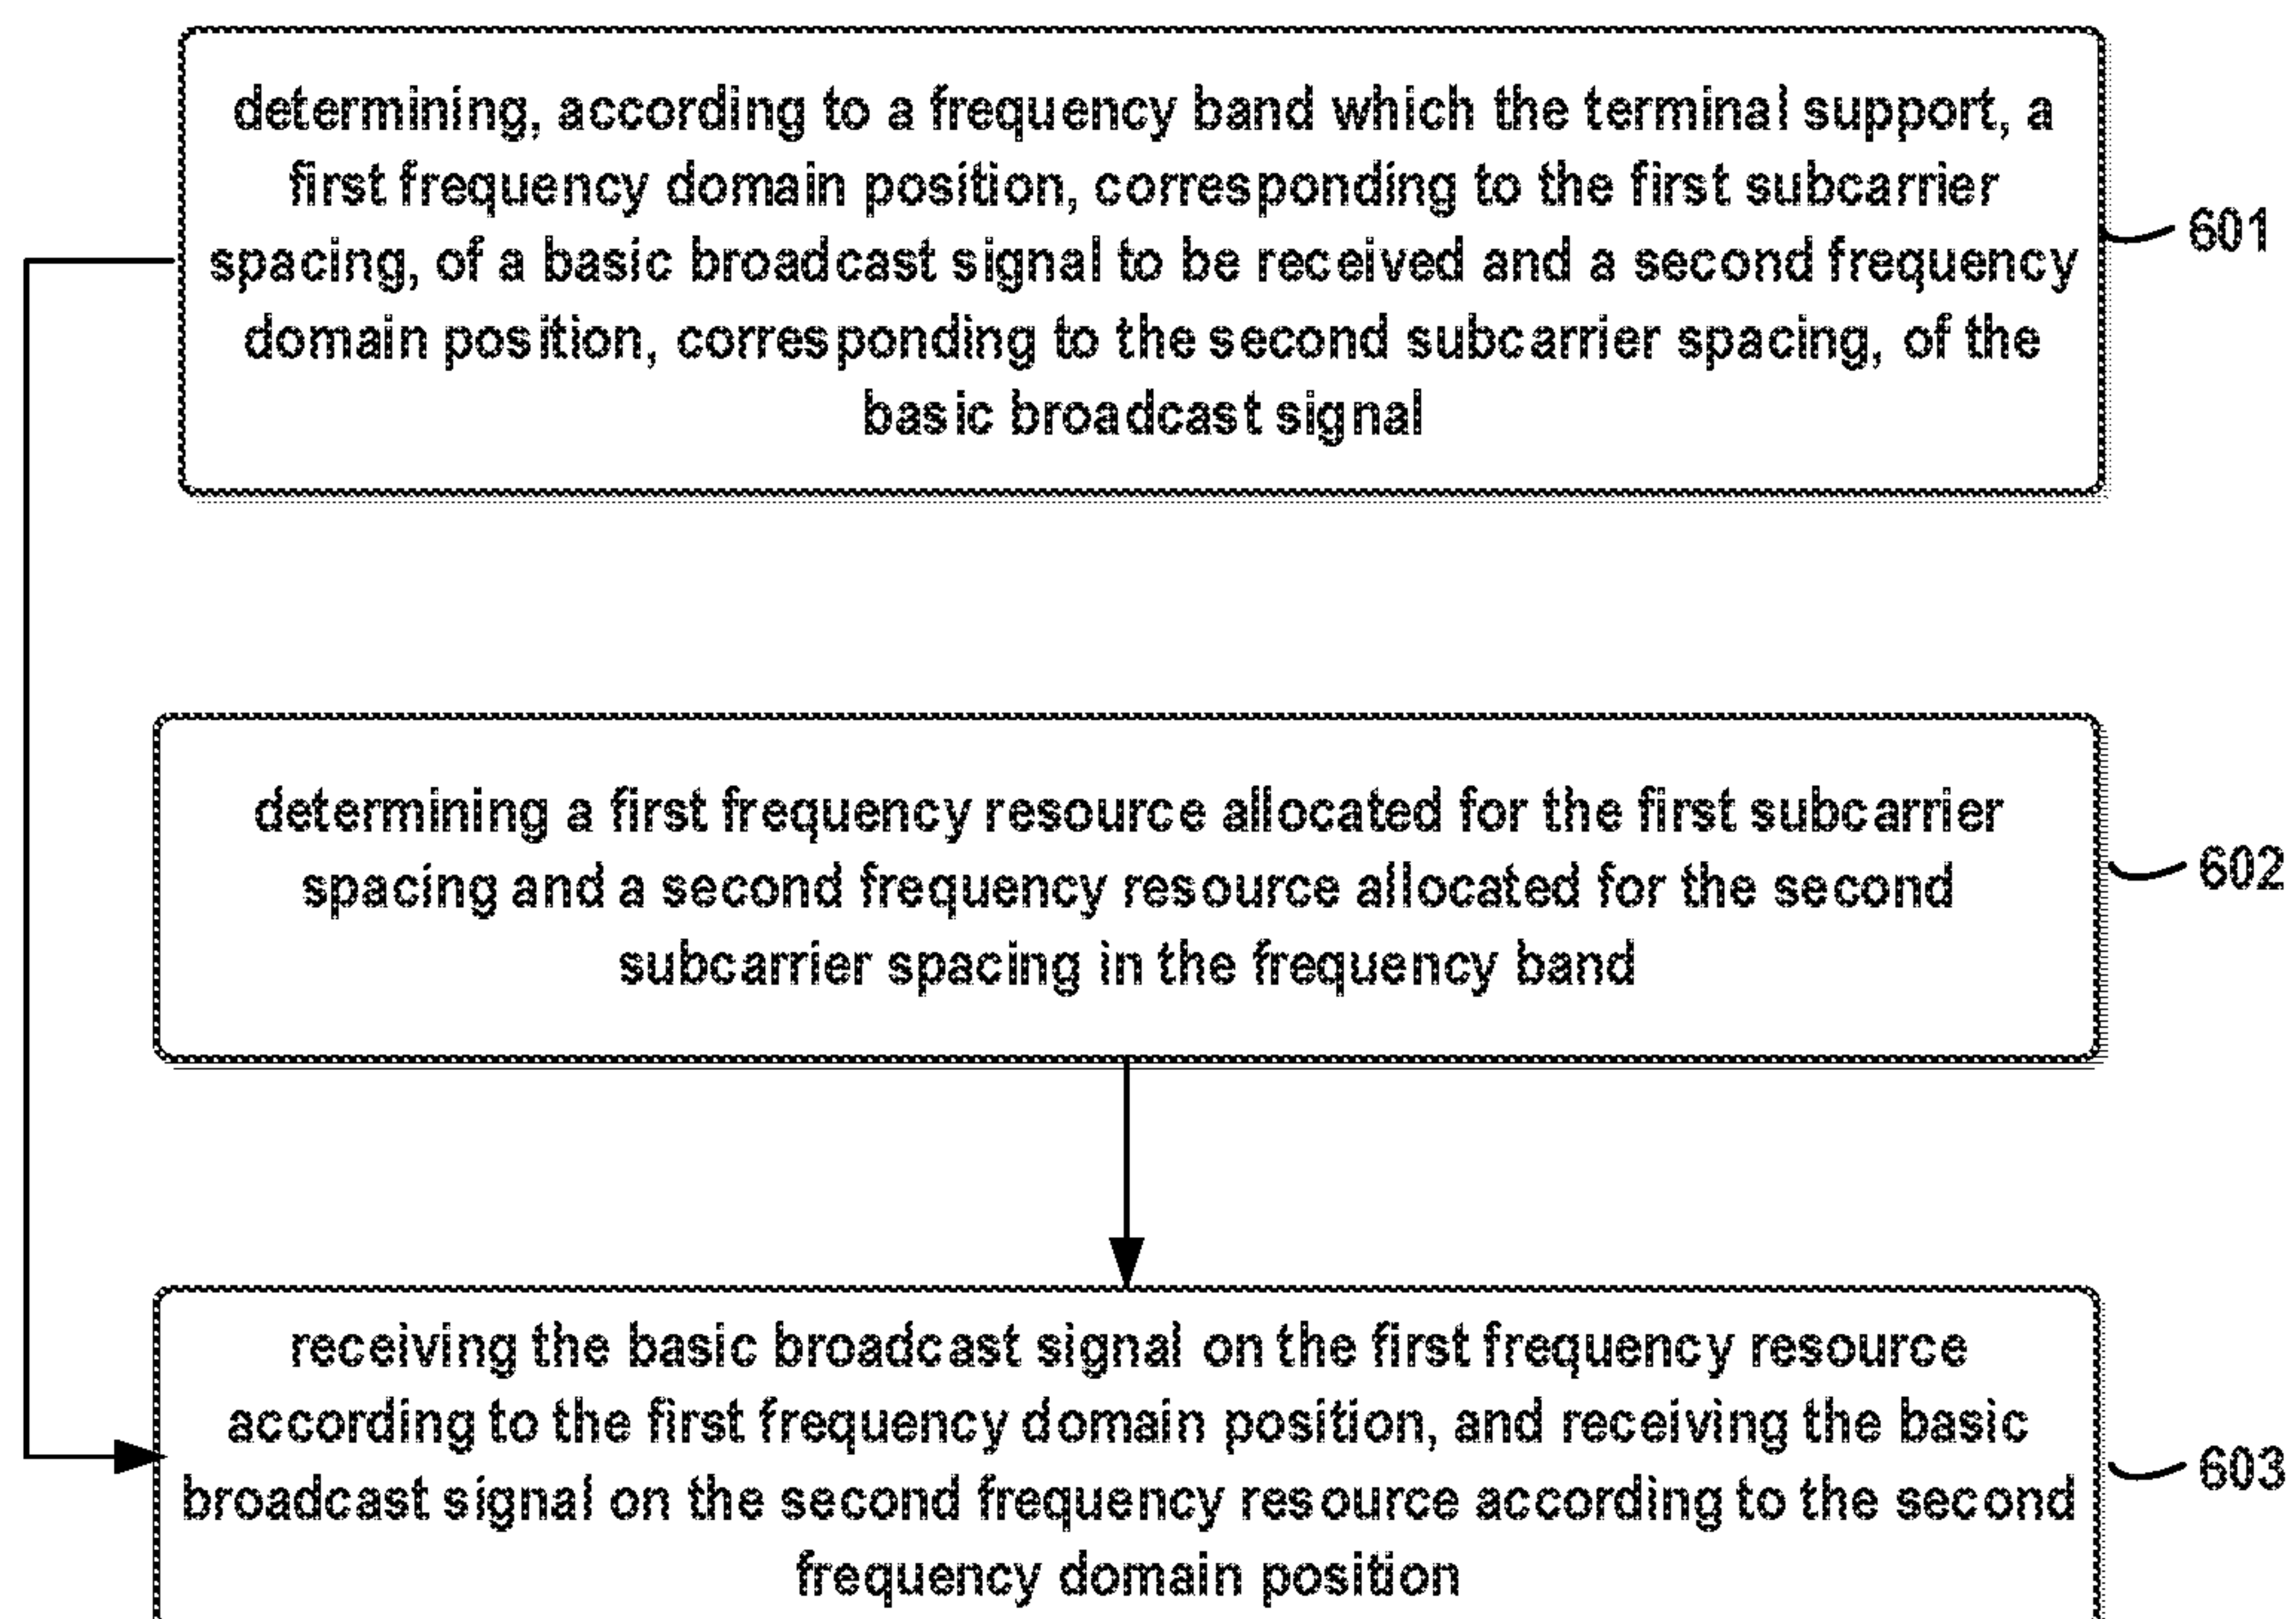 determining, according to a frequency band which the terminal support, a
first frequency domain position, corresponding to the first subcarrier
spacing, of a basic broadcast signal to be received and a second frequency
domain position, corresponding to the second subcarrier spacing, of the
basic broadcast signal
601
determining a first frequency resource allocated for the first subcarrier
spacing and a second frequency resource allocated for the second
subcarrier spacing in the frequency band
602
receiving the basic broadcast signal on the first frequency resource
according to the first frequency domain position, and receiving the basic
broadcast signal on the second frequency resource according to the second
frequency domain position
603